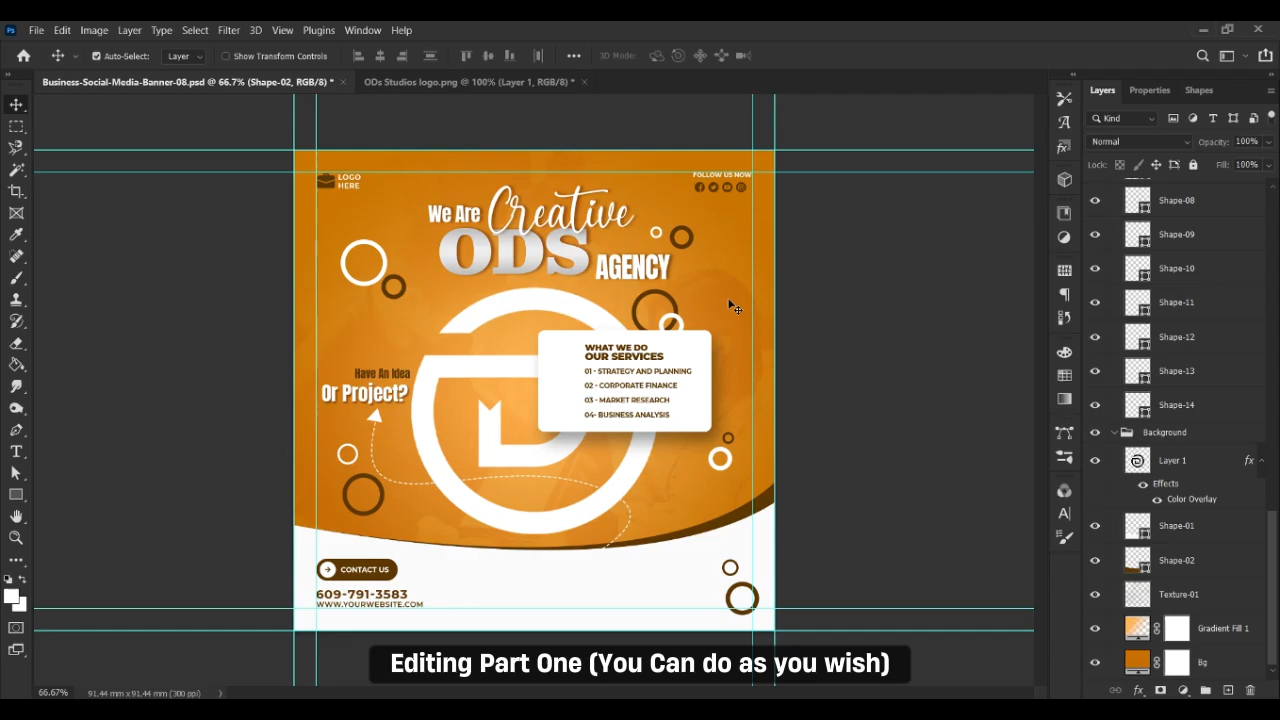 Ps File Edit Image Layer Type Select Filter 3D View Plugins Window Help
Auto-Select: Layer Show Transform Controls 3D Mode:
Business-Social-Media-Banner-08.psd @ 66.7% (Shape-02, RGB/8) * ODs Studios logo.png @ 100% (Layer 1, RGB/8) *
Layers Properties Shapes
Kind
Normal Opacity: 100%
Lock: Fill: 100%
Shape-08
Shape-09
Shape-10
Shape-11
Shape-12
Shape-13
Shape-14
Background
Layer 1 fx
Effects
Color Overlay
Shape-01
Shape-02
Texture-01
Gradient Fill 1
Bg
LOGO
HERE
FOLLOW US NOW
We Are Creative
ODS
AGENCY
WHAT WE DO
OUR SERVICES
01 - STRATEGY AND PLANNING
02 - CORPORATE FINANCE
03 - MARKET RESEARCH
04- BUSINESS ANALYSIS
Have An Idea
Or Project?
CONTACT US
609-791-3583
WWW.YOURWEBSITE.COM
Editing Part One (You Can do as you wish)
66.67% 91,44 mm x 91,44 mm (300 ppi)